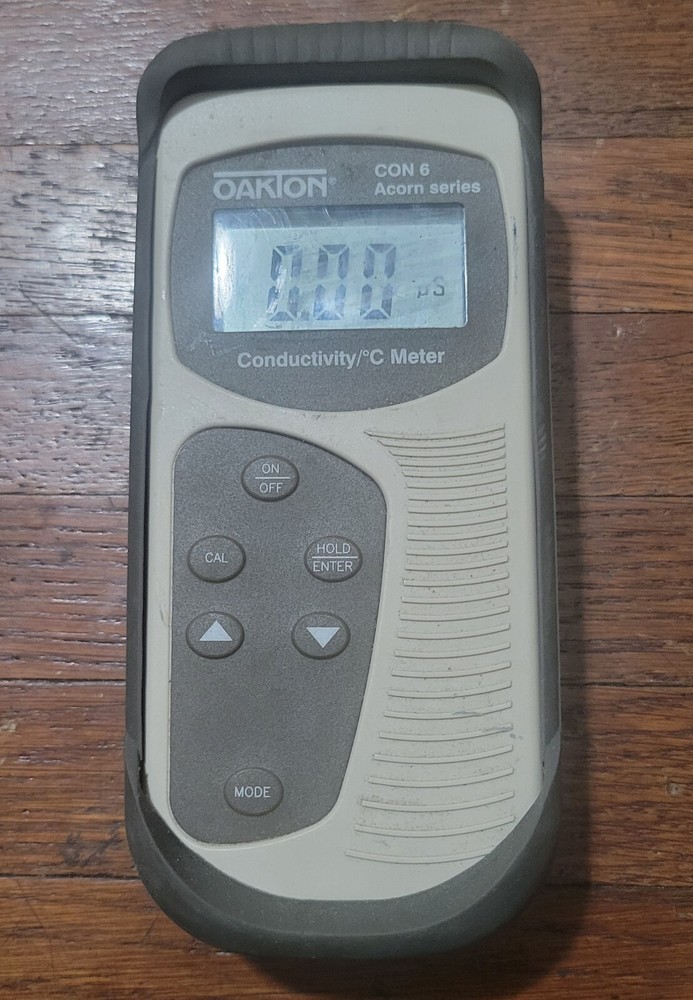 OAKTON®
CON 6
Acorn series
0.00 µS
Conductivity/°C Meter
ON
OFF
CAL
HOLD
ENTER
MODE